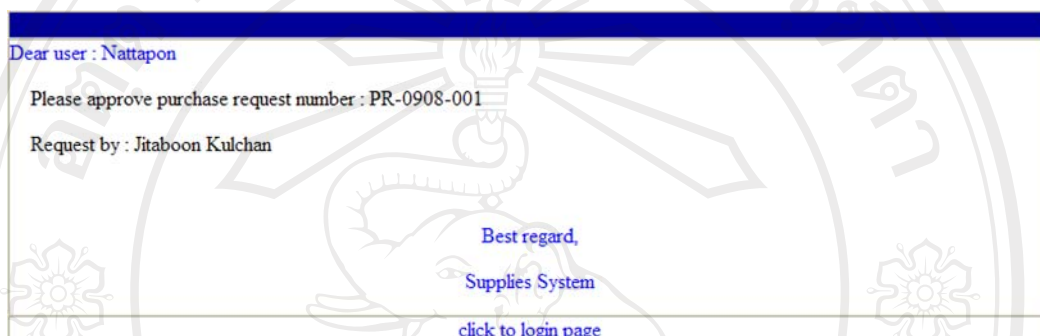 Dear user : Nattapon
Please approve purchase request number : PR-0908-001
Request by : Jitaboon Kulchan
Best regard,
Supplies System
click to login page